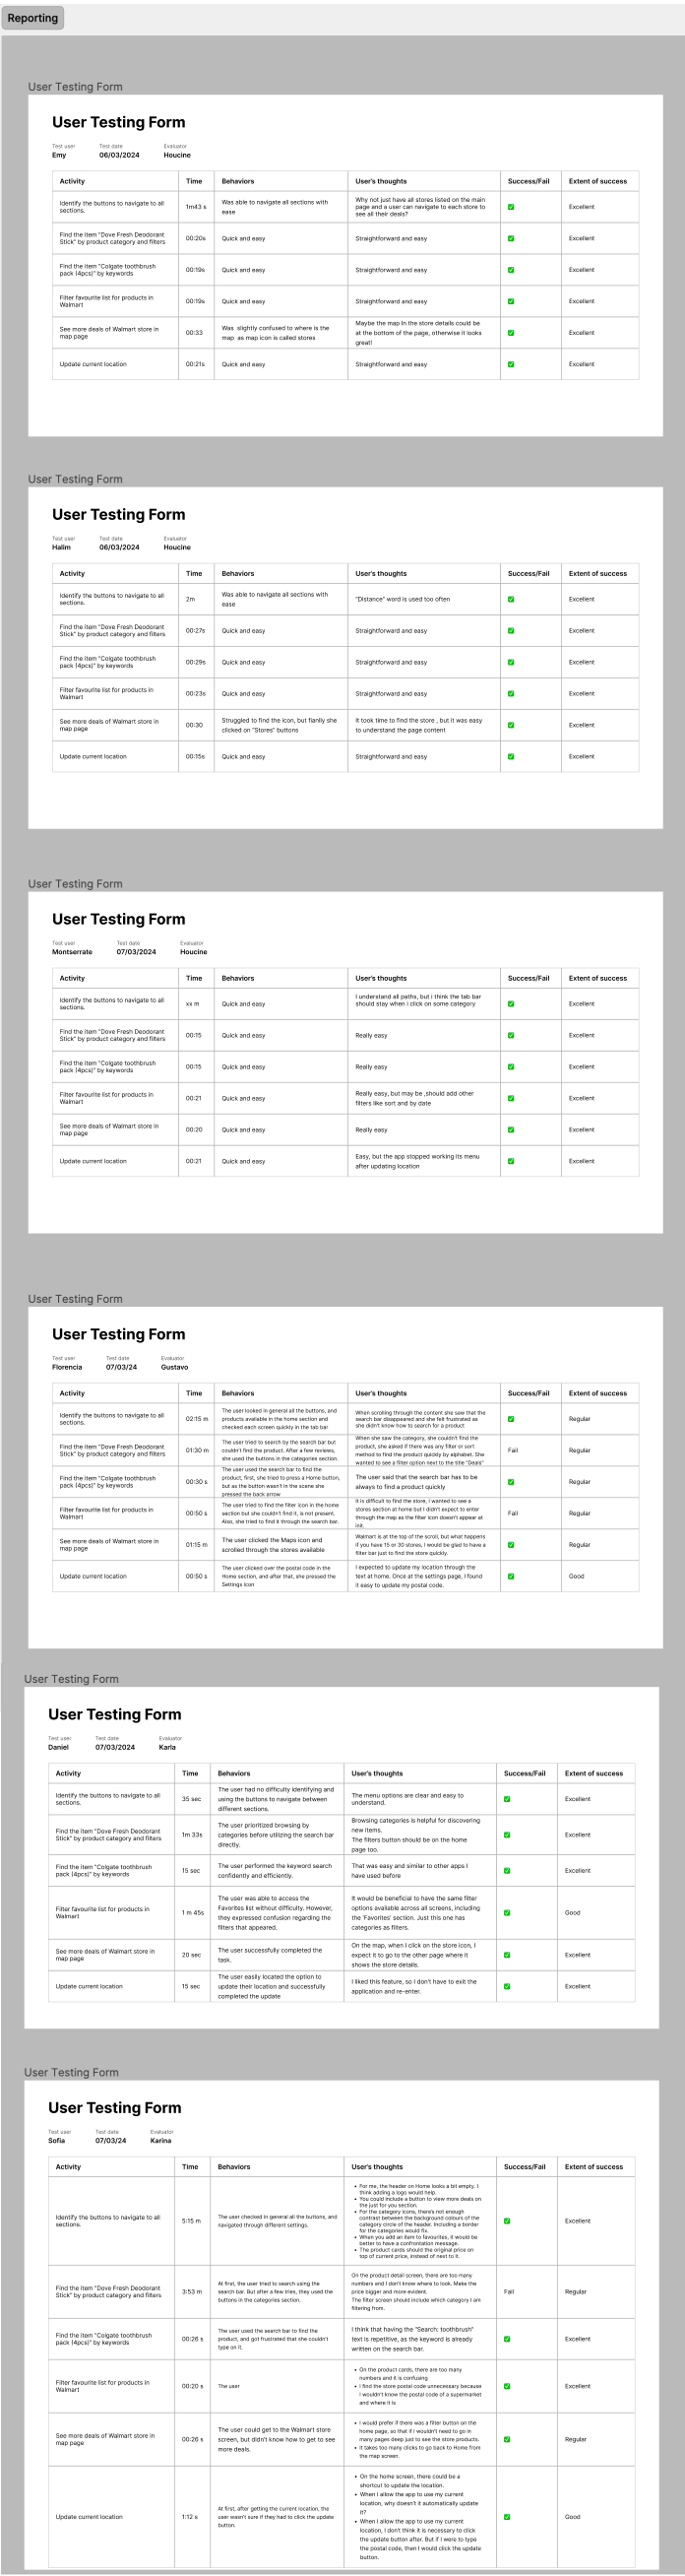 Reporting
User Testing Form
User Testing Form
Test user Test date Evaluator
Emy 06/03/2024 Houcine
Activity Time Behaviors User's thoughts Success/Fail Extent of success
Identify the buttons to navigate to all
sections.
1m43 s
Was able to navigate all sections with
ease
Why not just have all stores listed on the main
page and a user can navigate to each store to
see all their deals?
✅
Excellent
Find the item "Dove Fresh Deodorant
Stick" by product category and filters
00:20s
Quick and easy
Straightforward and easy
✅
Excellent
Find the item "Colgate toothbrush
pack (4pcs)" by keywords
00:19s
Quick and easy
Straightforward and easy
✅
Excellent
Filter favourite list for products in
Walmart
00:19s
Quick and easy
Straightforward and easy
✅
Excellent
See more deals of Walmart store in
map page
00:33
Was slightly confused to where is the
map as map icon is called stores
Maybe the map In the store details could be
at the bottom of the page, otherwise it looks
great!
✅
Excellent
Update current location
00:21s
Quick and easy
Straightforward and easy
✅
Excellent
User Testing Form
User Testing Form
Test user Test date Evaluator
Halim 06/03/2024 Houcine
Activity Time Behaviors User's thoughts Success/Fail Extent of success
Identify the buttons to navigate to all
sections.
2m
Was able to navigate all sections with
ease
"Distance" word is used too often
✅
Excellent
Find the item "Dove Fresh Deodorant
Stick" by product category and filters
00:27s
Quick and easy
Straightforward and easy
✅
Excellent
Find the item "Colgate toothbrush
pack (4pcs)" by keywords
00:29s
Quick and easy
Straightforward and easy
✅
Excellent
Filter favourite list for products in
Walmart
00:23s
Quick and easy
Straightforward and easy
✅
Excellent
See more deals of Walmart store in
map page
00:30
Struggled to find the icon, but fianlly she
clicked on "Stores" buttons
It took time to find the store , but it was easy
to understand the page content
✅
Excellent
Update current location
00:15s
Quick and easy
Straightforward and easy
✅
Excellent
User Testing Form
User Testing Form
Test user Test date Evaluator
Montserrate 07/03/2024 Houcine
Activity Time Behaviors User's thoughts Success/Fail Extent of success
Identify the buttons to navigate to all
sections.
xx m
Quick and easy
I understand all paths, but i think the tab bar
should stay when i click on some category
✅
Excellent
Find the item "Dove Fresh Deodorant
Stick" by product category and filters
00:15
Quick and easy
Really easy
✅
Excellent
Find the item "Colgate toothbrush
pack (4pcs)" by keywords
00:15
Quick and easy
Really easy
✅
Excellent
Filter favourite list for products in
Walmart
00:21
Quick and easy
Really easy, but may be ,should add other
filters like sort and by date
✅
Excellent
See more deals of Walmart store in
map page
00:20
Quick and easy
Really easy
✅
Excellent
Update current location
00:21
Quick and easy
Easy, but the app stopped working its menu
after updating location
✅
Excellent
User Testing Form
User Testing Form
Test user Test date Evaluator
Florencia 07/03/24 Gustavo
Activity Time Behaviors User's thoughts Success/Fail Extent of success
Identify the buttons to navigate to all
sections.
02:15 m
The user looked in general all the buttons, and
products available in the home section and
checked each screen quickly in the tab bar
When scrolling through the content she saw that the
search bar disappeared and she felt frustrated as
she didn't know how to search for a product
✅
Regular
Find the item "Dove Fresh Deodorant
Stick" by product category and filters
01:30 m
The user tried to search by the search bar but
couldn't find the product. After a few reviews,
she used the buttons in the categories section.
When she saw the category, she couldn't find the
product, she asked if there was any filter or sort
method to find the product quickly by alphabet. She
wanted to see a filter option next to the title "Deals"
Fail
Regular
Find the item "Colgate toothbrush
pack (4pcs)" by keywords
00:30 s
The user used the search bar to find the
product, first, she tried to press a Home button,
but as the button wasn't in the scene she
pressed the back arrow
The user said that the search bar has to be
always to find a product quickly
✅
Regular
Filter favourite list for products in
Walmart
00:50 s
The user tried to find the filter icon in the home
section but she couldn't find it, is not present.
Also, she tried to find it through the search bar.
It is difficult to find the store, I wanted to see a
stores section at home but I didn't expect to enter
through the map as the filter icon doesn't appear at
Fail
Regular
See more deals of Walmart store in
map page
01:15 m
The user clicked the Maps icon and
scrolled through the stores available
Walmart is at the top of the scroll, but what happens
if you have 15 or 30 stores, I would be glad to have a
filter bar just to find the store quickly.
✅
Regular
Update current location
00:50 s
The user clicked over the postal code in the
Home section, and after that, she pressed the
Settings icon
I expected to update my location through the
text at home. Once at the settings page, I found
it easy to update my postal code.
✅
Good
User Testing Form
User Testing Form
Test user Test date Evaluator
Daniel 07/03/2024 Karla
Activity Time Behaviors User's thoughts Success/Fail Extent of success
Identify the buttons to navigate to all
sections.
35 sec
The user had no difficulty identifying and
using the buttons to navigate between
different sections.
The menu options are clear and easy to
understand.
✅
Excellent
Find the item "Dove Fresh Deodorant
Stick" by product category and filters
1m 33s
The user prioritized browsing by
categories before utilizing the search bar
directly.
Browsing categories is helpful for discovering
new items.
The filters button should be on the home
page too.
✅
Excellent
Find the item "Colgate toothbrush
pack (4pcs)" by keywords
15 sec
The user performed the keyword search
confidently and efficiently.
That was easy and similar to other apps I
have used before
✅
Excellent
Filter favourite list for products in
Walmart
1 m 45s
The user was able to access the
Favorites list without difficulty. However,
they expressed confusion regarding the
filters that appeared.
It would be beneficial to have the same filter
options available across all screens, including
the 'Favorites' section. Just this one has
categories as filters.
✅
Good
See more deals of Walmart store in
map page
20 sec
The user successfully completed the
task.
On the map, when I click on the store icon, I
expect it to go to the other page where it
shows the store details.
✅
Excellent
Update current location
15 sec
The user easily located the option to
update their location and successfully
completed the update
I liked this feature, so I don't have to exit the
application and re-enter.
✅
Excellent
User Testing Form
User Testing Form
Test user Test date Evaluator
Sofia 07/03/24 Karina
Activity Time Behaviors User's thoughts Success/Fail Extent of success
Identify the buttons to navigate to all
sections.
5:15 m
The user checked in general all the buttons, and
navigated through different settings.
• For me, the header on Home looks a bit empty. I
think adding a logo would help.
• You could include a button to view more deals on
the just for you section.
• For the category icons, there's not enough
contrast between the background colours of the
category circle of the header. Including a border
for the categories would fix.
• When you add an item to favourites, it would be
better to have a confrontation message.
• The product cards should the original price on
top of current price, instead of next to it.
✅
Excellent
Find the item "Dove Fresh Deodorant
Stick" by product category and filters
3:53 m
At first, the user tried to search using the
search bar. But after a few tries, they used the
buttons in the categories section.
On the product detail screen, there are too many
numbers and I don't know where to look. Make the
price bigger and more evident.
The filter screen should include which category I am
filtering from.
Fail
Regular
Find the item "Colgate toothbrush
pack (4pcs)" by keywords
00:26 s
The user used the search bar to find the
product, and got frustrated that she couldn't
type on it.
I think that having the "Search: toothbrush"
text is repetitive, as the keyword is already
written on the search bar.
✅
Excellent
Filter favourite list for products in
Walmart
00:20 s
The user
• On the product cards, there are too many
numbers and it is confusing
• I find the store postal code unnecessary because
I wouldn't know the postal code of a supermarket
and where it is
✅
Excellent
See more deals of Walmart store in
map page
00:26 s
The user could get to the Walmart store
screen, but didn't know how to get to see
more deals.
• I would prefer if there was a filter button on the
home page, so that if I wouldn't need to go in
many pages deep just to see the store products.
• It takes too many clicks to go back to Home from
the map screen.
✅
Regular
Update current location
1:12 s
At first, after getting the current location, the
user wasn't sure if they had to click the update
button.
• On the home screen, there could be a
shortcut to update the location.
• When I allow the app to use my current
location, why doesn't it automatically update
it?
• When I allow the app to use my current
location, I don't think it is necessary to click
the update button after. But if I were to type
the postal code, then I would click the update
button.
✅
Good